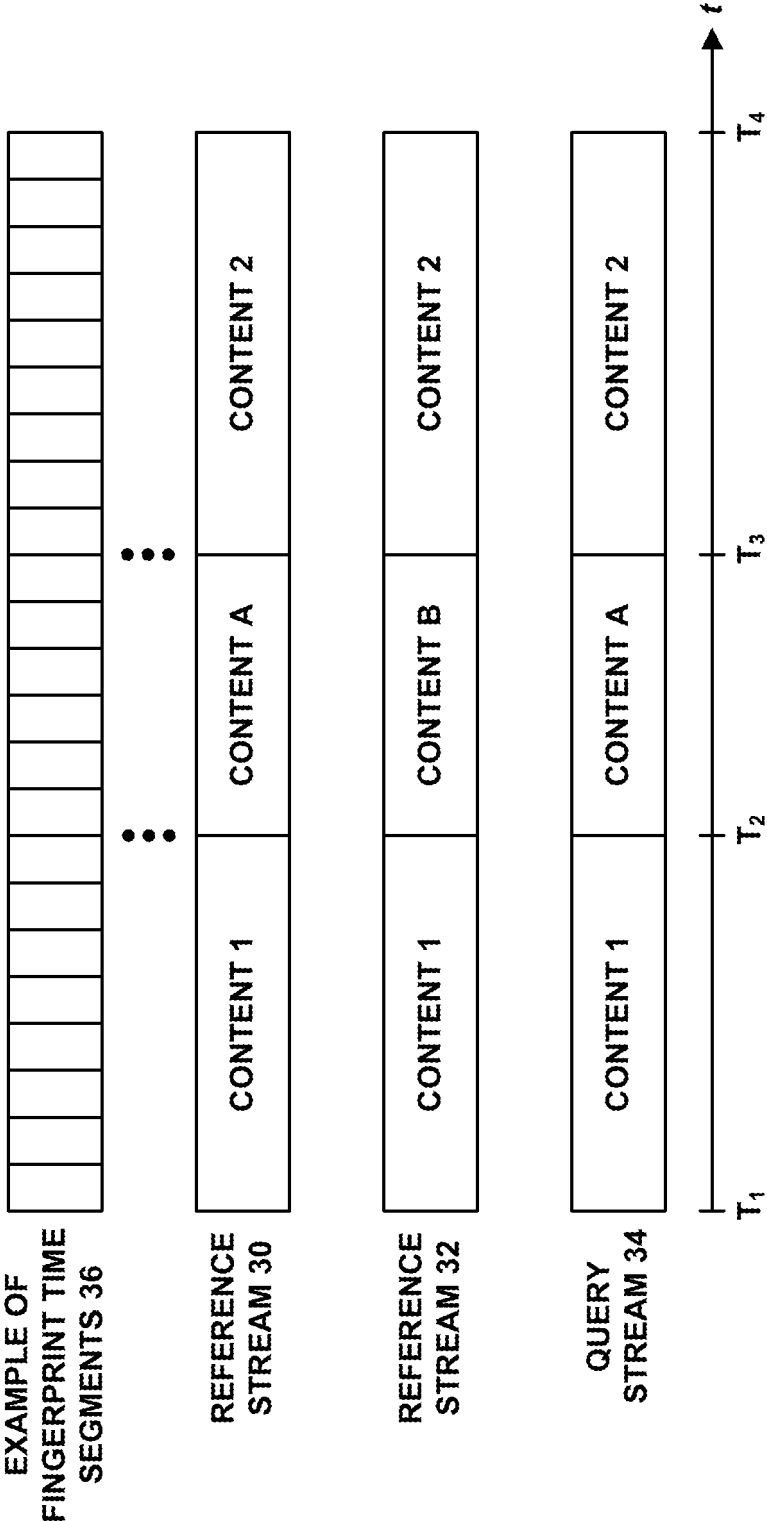 EXAMPLE OF
FINGERPRINT TIME
SEGMENTS 36
REFERENCE
STREAM 30
CONTENT 1
CONTENT A
CONTENT 2
REFERENCE
STREAM 32
CONTENT 1
CONTENT B
CONTENT 2
QUERY
STREAM 34
CONTENT 1
CONTENT A
CONTENT 2
T1
T2
T3
T4
t